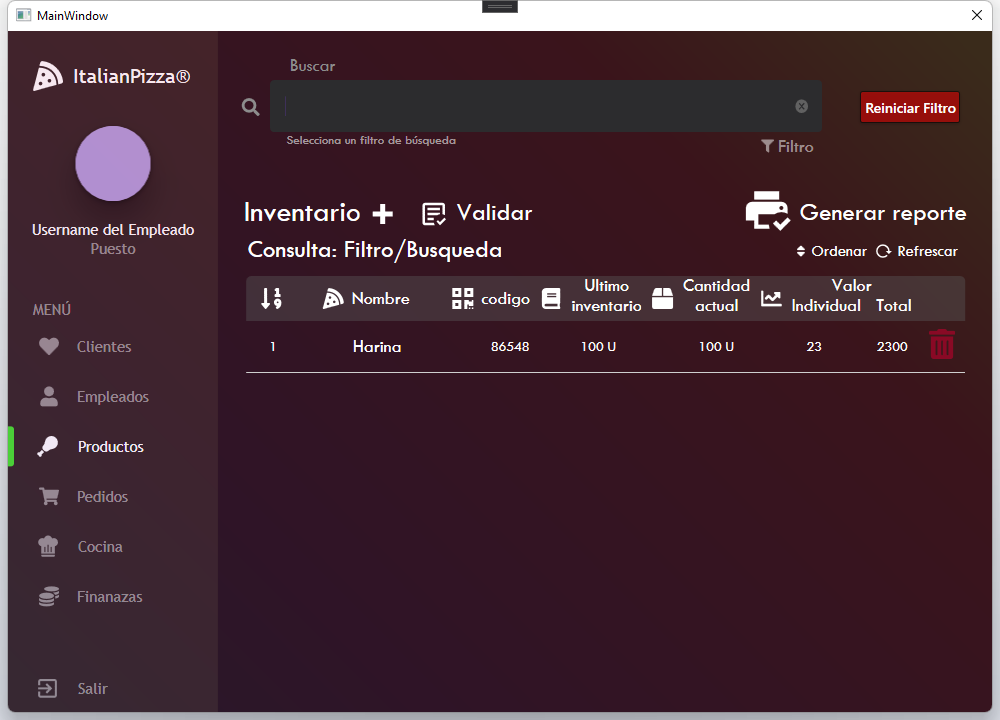 MainWindow
ItalianPizza®
Username del Empleado
Puesto
MENÚ
Clientes
Empleados
Productos
Pedidos
Cocina
Finanazas
Salir
Buscar
Reiniciar Filtro
Selecciona un filtro de búsqueda
Filtro
Inventario
Validar
Generar reporte
Consulta: Filtro/Busqueda
Ordenar
Refrescar
Nombre
codigo
Ultimo
inventario
Cantidad
actual
Valor
Individual Total
1 Harina 86548 100 U 100 U 23 2300